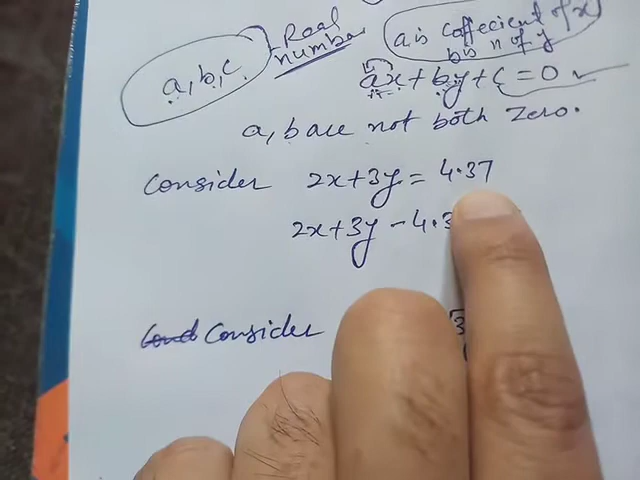 a, b, c
Real
number
a is coffecient of x
b is n of y
ax + by + c = 0
a, b are not both zero.
Consider 2x + 3y = 4.37
2x + 3y - 4.3
Consider